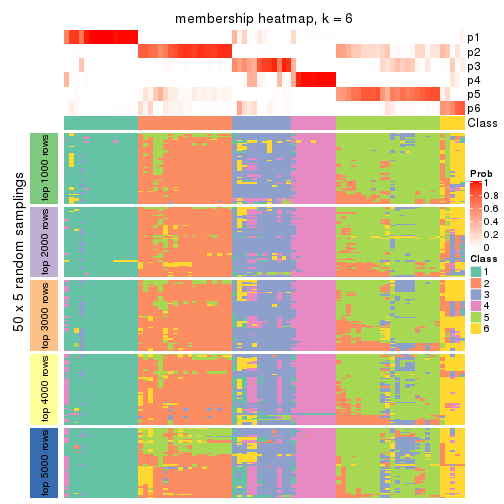 membership heatmap, k = 6
p1
p2
p3
p4
p5
p6
Class
50 x 5 random samplings
top 1000 rows
top 2000 rows
top 3000 rows
top 4000 rows
top 5000 rows
Prob
1
0.8
0.6
0.4
0.2
0
Class
1
2
3
4
5
6